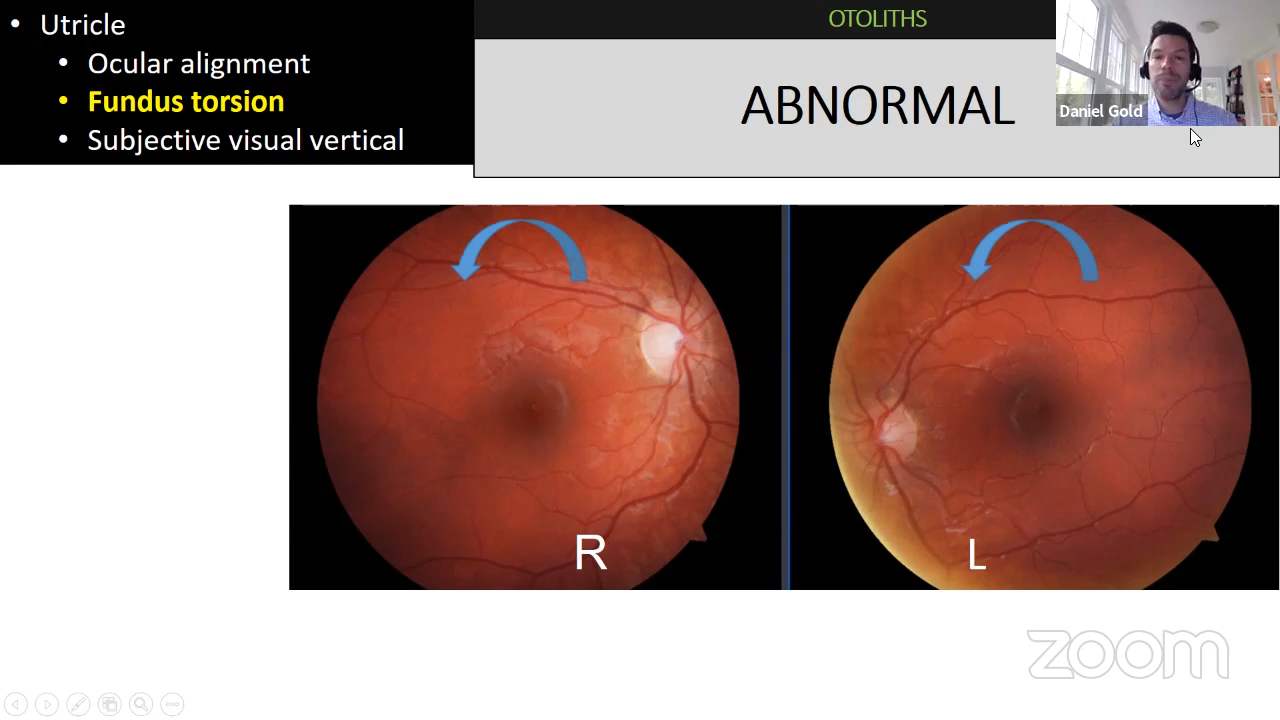 • Utricle
• Ocular alignment
• Fundus torsion
• Subjective visual vertical
OTOLITHS
ABNORMAL
Daniel Gold
R
L
zoom